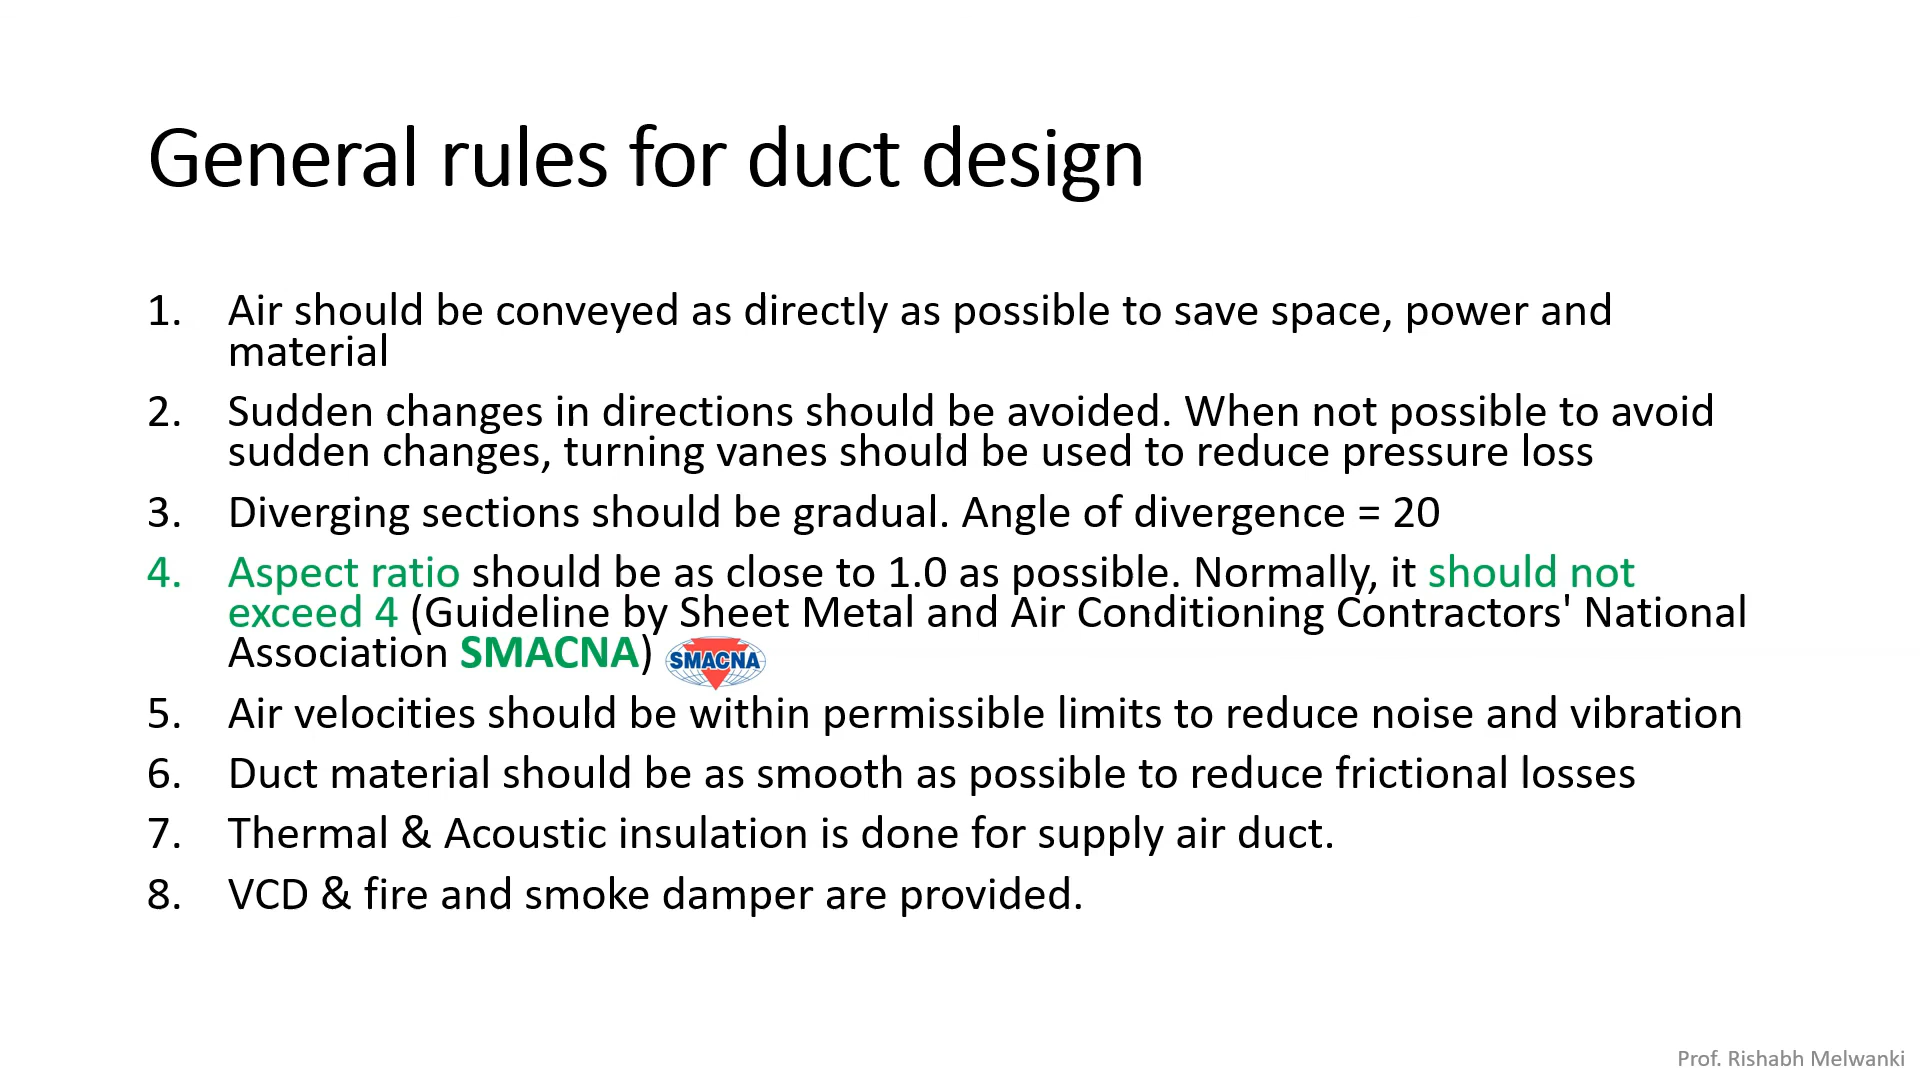 General rules for duct design
1. Air should be conveyed as directly as possible to save space, power and
material
2. Sudden changes in directions should be avoided. When not possible to avoid
sudden changes, turning vanes should be used to reduce pressure loss
3. Diverging sections should be gradual. Angle of divergence = 20
4. Aspect ratio should be as close to 1.0 as possible. Normally, it should not
exceed 4 (Guideline by Sheet Metal and Air Conditioning Contractors' National
Association SMACNA) SMACNA
5. Air velocities should be within permissible limits to reduce noise and vibration
6. Duct material should be as smooth as possible to reduce frictional losses
7. Thermal & Acoustic insulation is done for supply air duct.
8. VCD & fire and smoke damper are provided.
Prof. Rishabh Melwanki